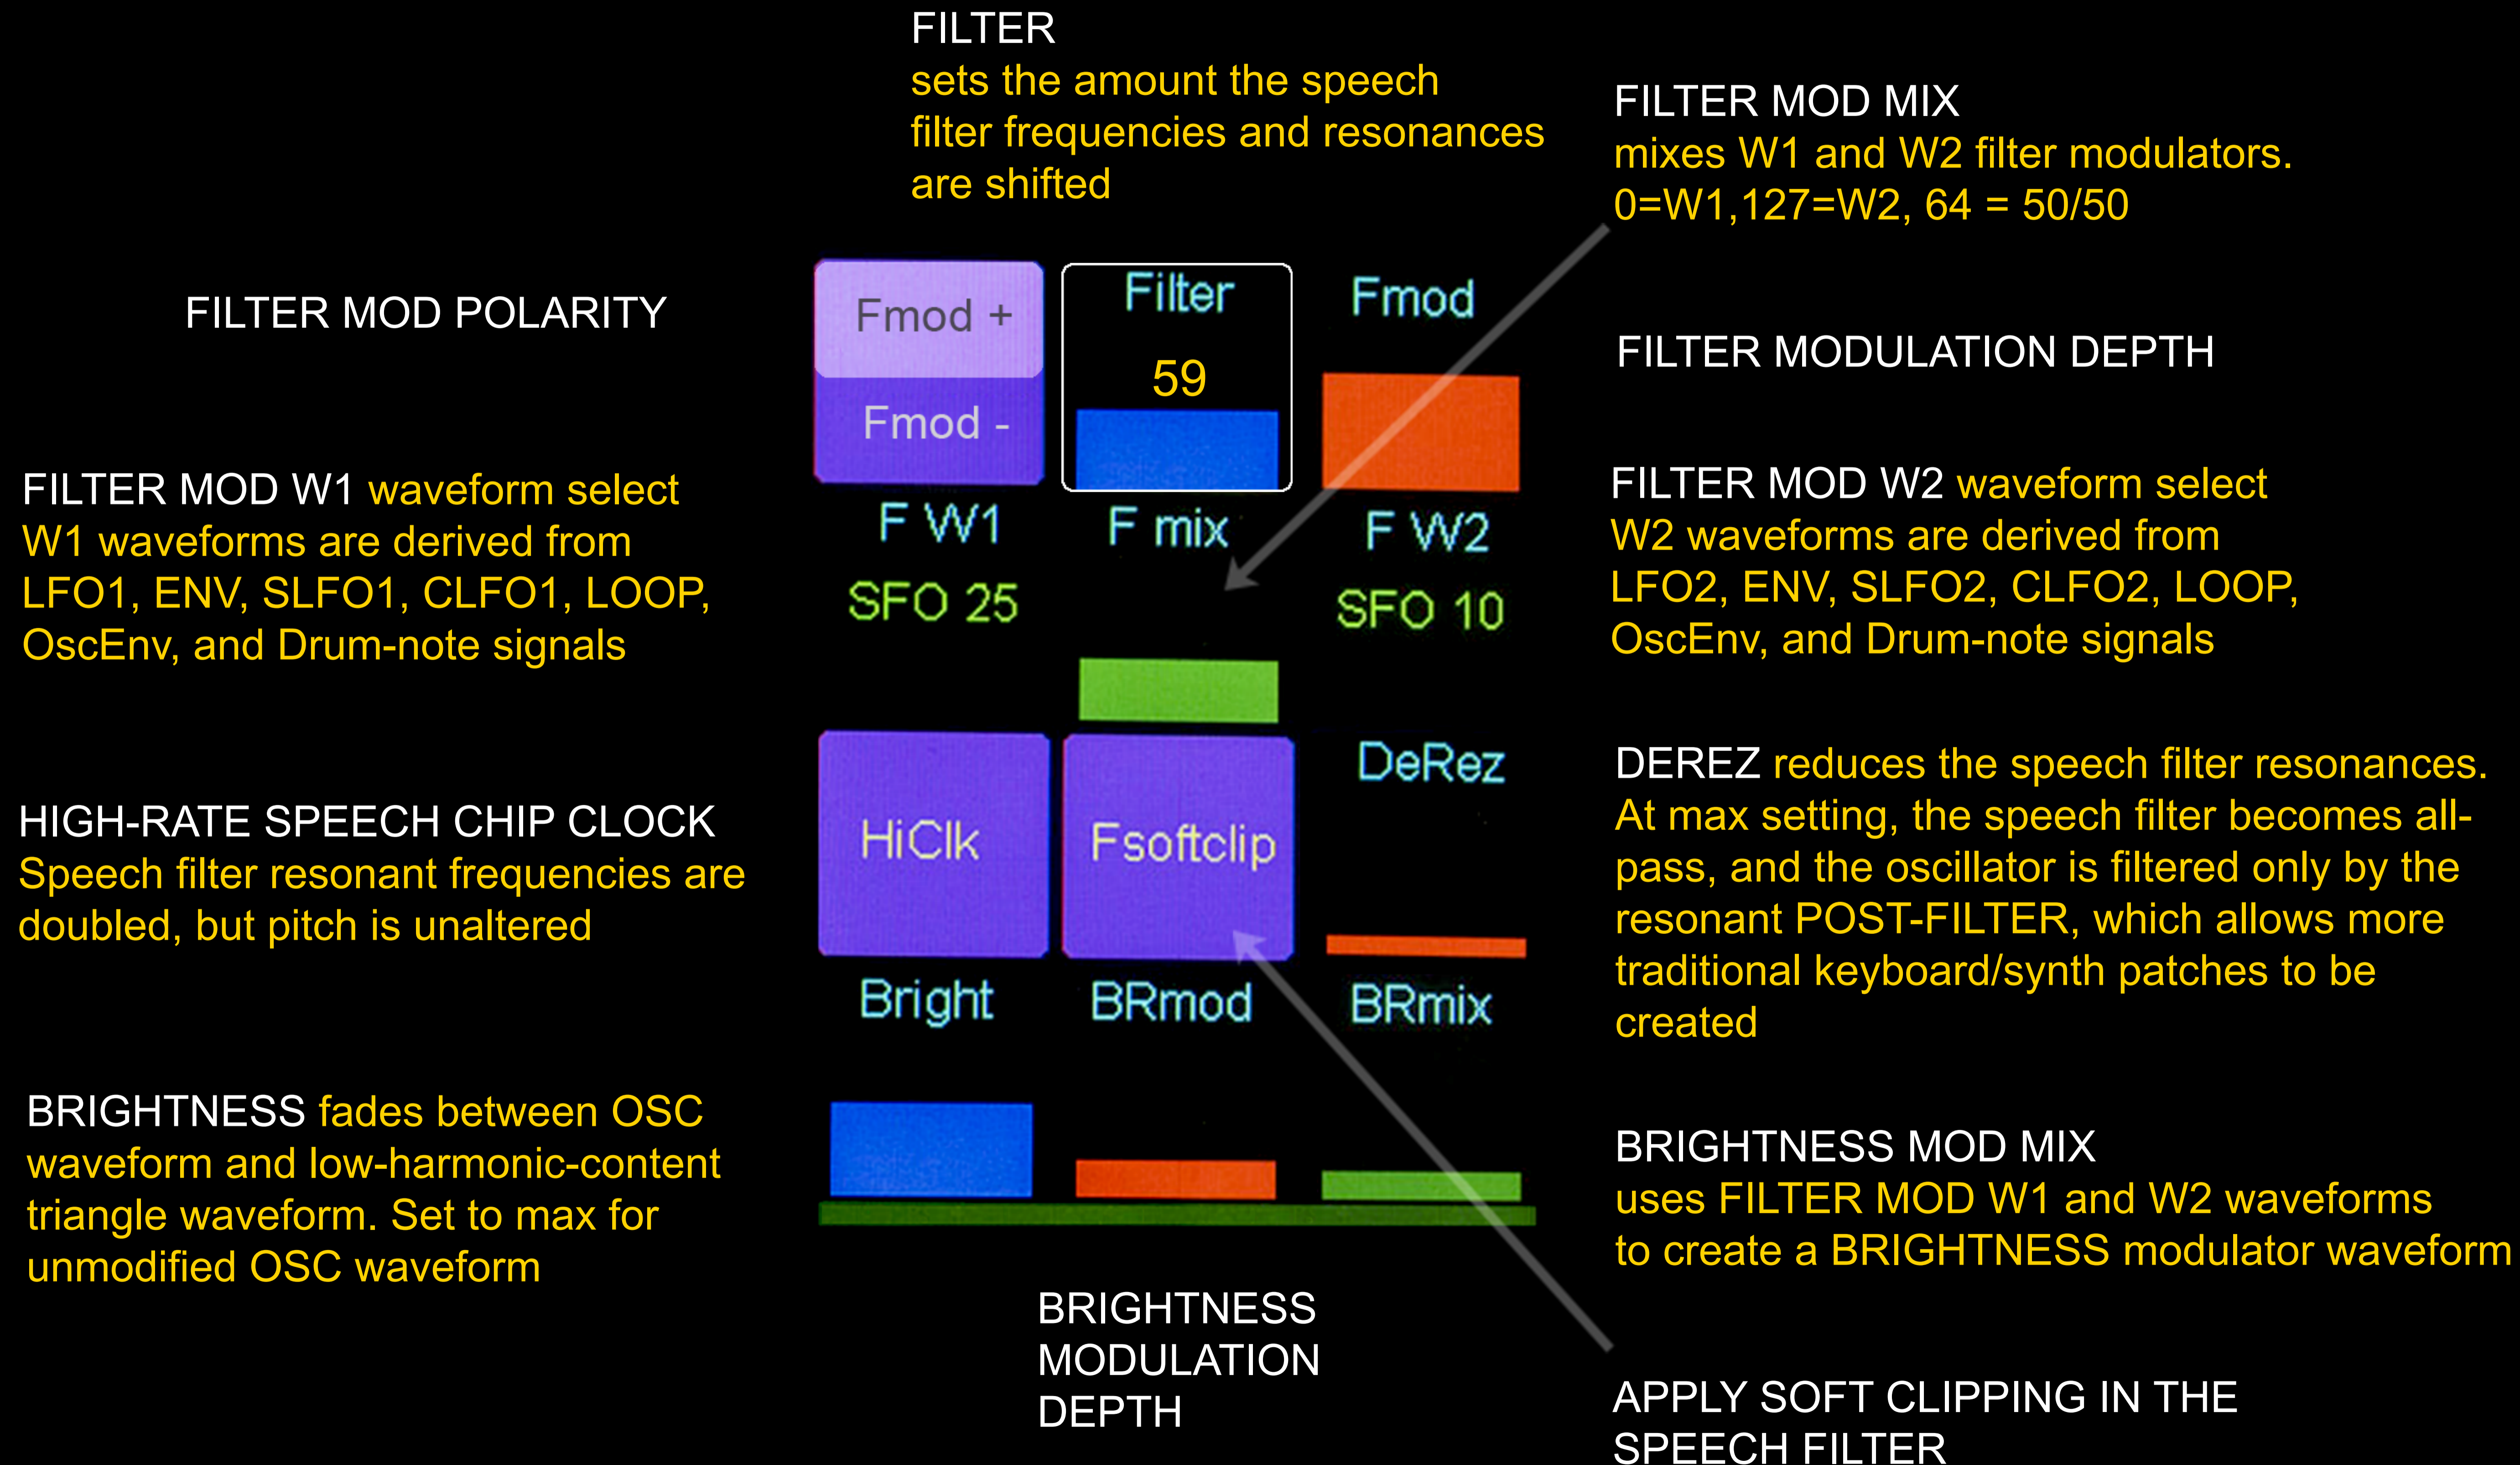 FILTER
sets the amount the speech
filter frequencies and resonances
are shifted
FILTER MOD MIX
mixes W1 and W2 filter modulators.
0=W1,127=W2, 64 = 50/50
FILTER MOD POLARITY
Fmod +
Fmod -
Filter
59
Fmod
FILTER MODULATION DEPTH
FILTER MOD W1 waveform select
W1 waveforms are derived from
LFO1, ENV, SLFO1, CLFO1, LOOP,
OscEnv, and Drum-note signals
F W1
SFO 25
F mix
F W2
SFO 10
FILTER MOD W2 waveform select
W2 waveforms are derived from
LFO2, ENV, SLFO2, CLFO2, LOOP,
OscEnv, and Drum-note signals
HIGH-RATE SPEECH CHIP CLOCK
Speech filter resonant frequencies are
doubled, but pitch is unaltered
HiClk
Fsoftclip
DeRez
DEREZ reduces the speech filter resonances.
At max setting, the speech filter becomes all-
pass, and the oscillator is filtered only by the
resonant POST-FILTER, which allows more
traditional keyboard/synth patches to be
created
Bright
BRmod
BRmix
BRIGHTNESS fades between OSC
waveform and low-harmonic-content
triangle waveform. Set to max for
unmodified OSC waveform
BRIGHTNESS MOD MIX
uses FILTER MOD W1 and W2 waveforms
to create a BRIGHTNESS modulator waveform
BRIGHTNESS
MODULATION
DEPTH
APPLY SOFT CLIPPING IN THE
SPEECH FILTER